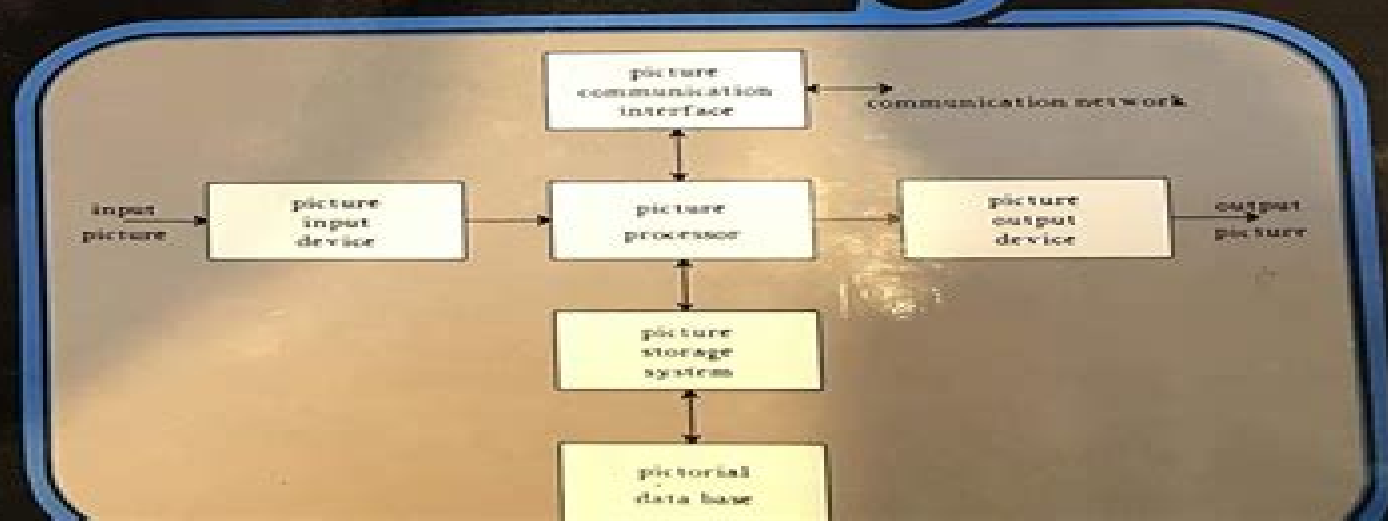 picture
communication
interface
communication network
input
picture
picture
input
device
picture
processor
picture
output
device
output
picture
picture
storage
system
pictorial
data base